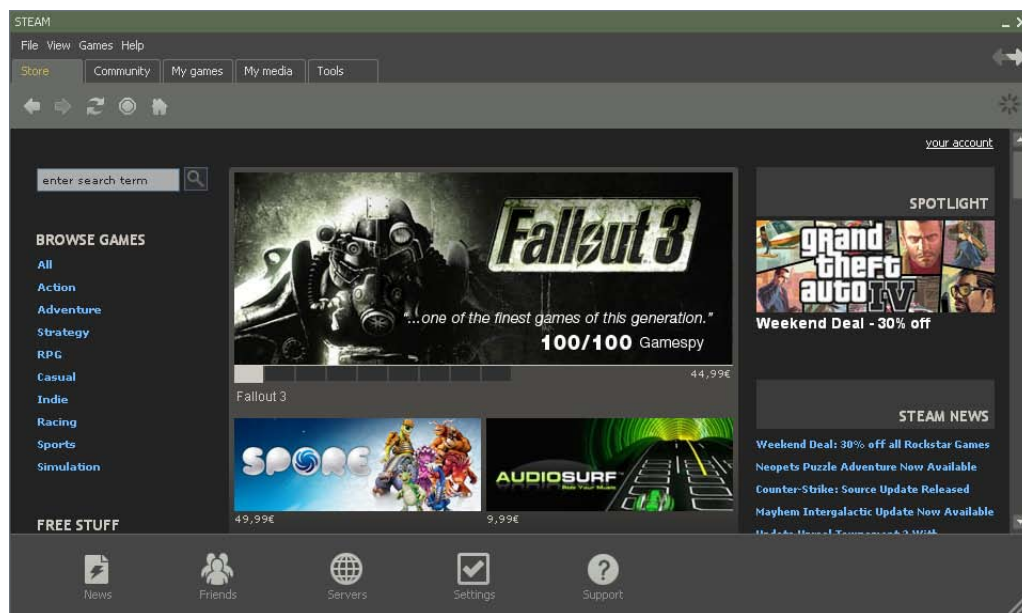 STEAM
File View Games Help
Store Community My games My media Tools
your account
enter search term
BROWSE GAMES
All
Action
Adventure
Strategy
RPG
Casual
Indie
Racing
Sports
Simulation
FREE STUFF
Fallout 3
"...one of the finest games of this generation."
100/100 Gamespy
44,99€
Fallout 3
SPORE
49,99€
AUDIOSURF
Ride Your Music
9,99€
SPOTLIGHT
grand
theft
auto IV
Weekend Deal - 30% off
STEAM NEWS
Weekend Deal: 30% off all Rockstar Games
Neopets Puzzle Adventure Now Available
Counter-Strike: Source Update Released
Mayhem Intergalactic Update Now Available
News Friends Servers Settings Support